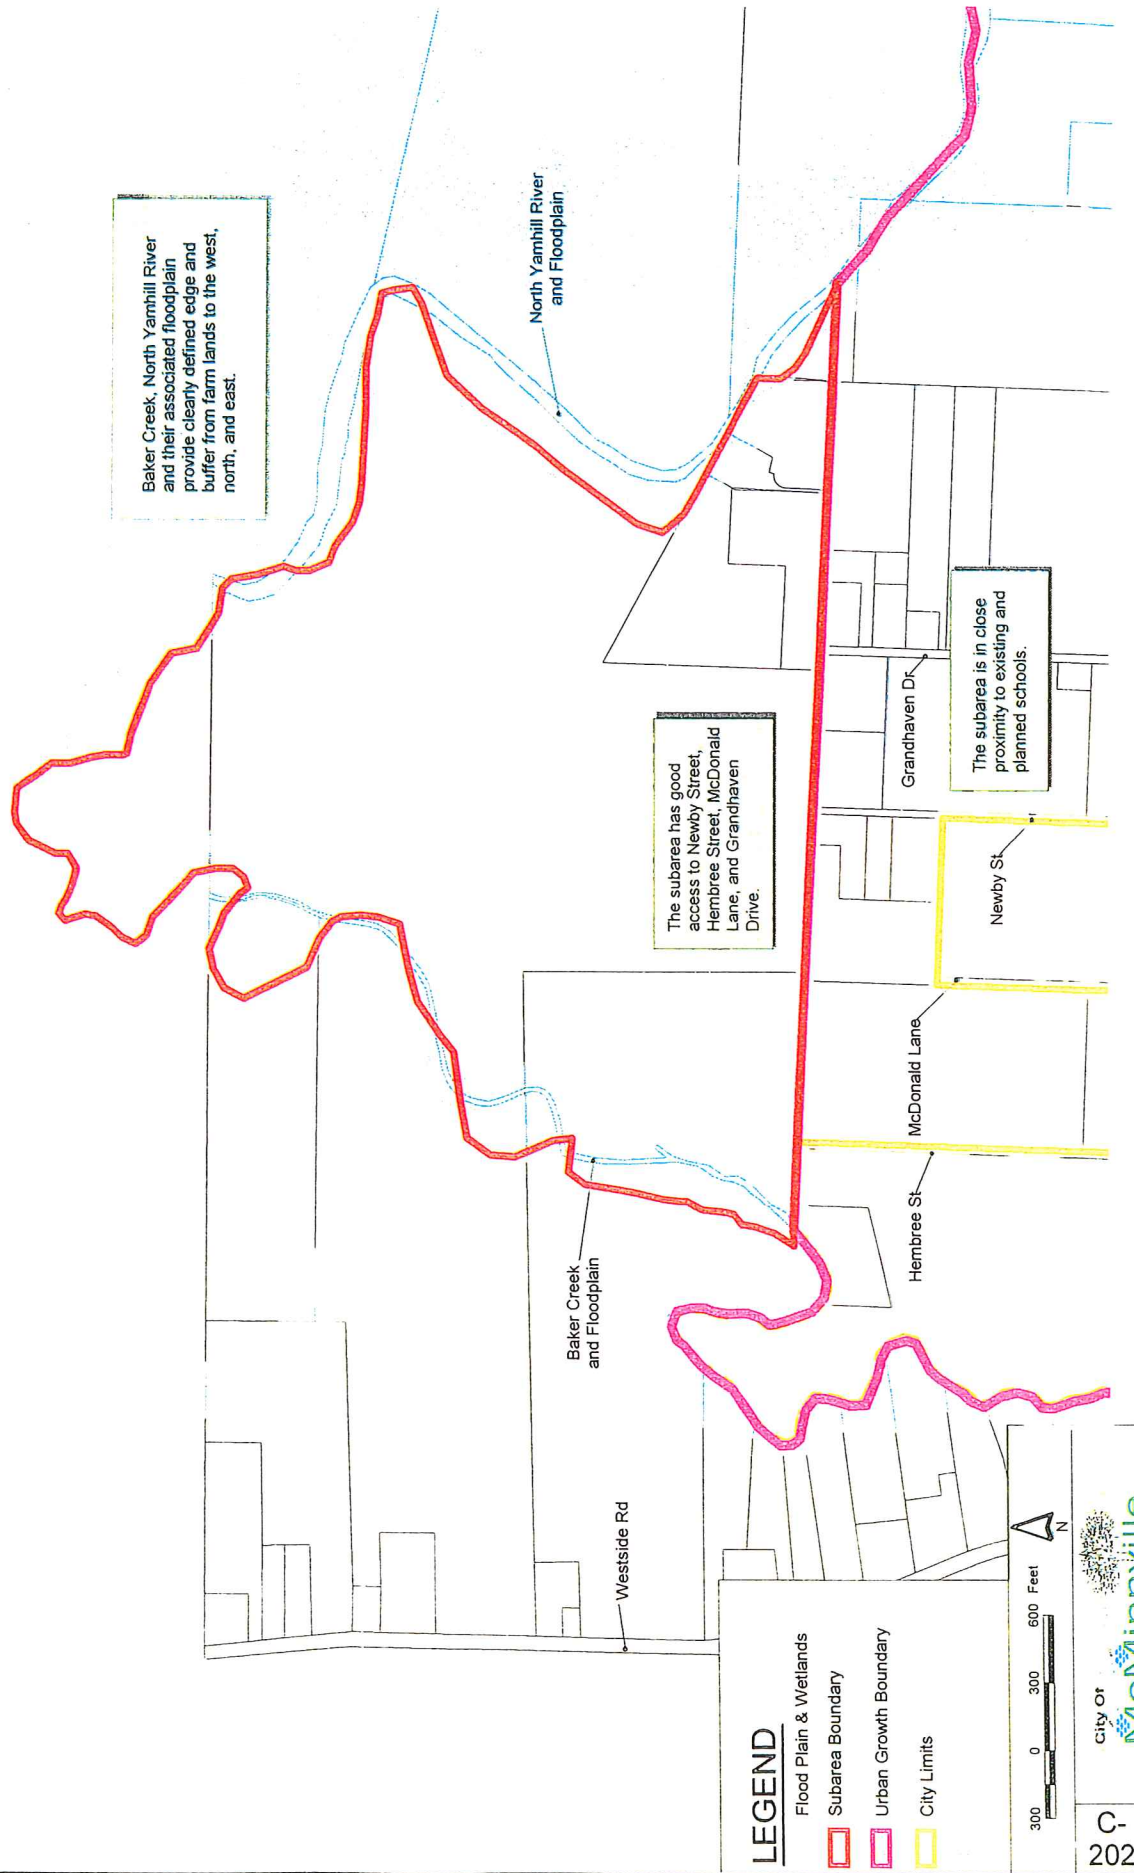 Baker Creek, North Yamhill River
and their associated floodplain
provide clearly defined edge and
buffer from farm lands to the west,
north, and east.
North Yamhill River
and Floodplain
The subarea has good
access to Newby Street,
Hembree Street, McDonald
Lane, and Grandhaven
Drive.
The subarea is in close
proximity to existing and
planned schools.
Grandhaven Dr
Newby St
McDonald Lane
Hembree St
Baker Creek
and Floodplain
Westside Rd
LEGEND
Flood Plain & Wetlands
Subarea Boundary
Urban Growth Boundary
City Limits
300 0 300 600 Feet
N
City Of
McMinnville
C-
202